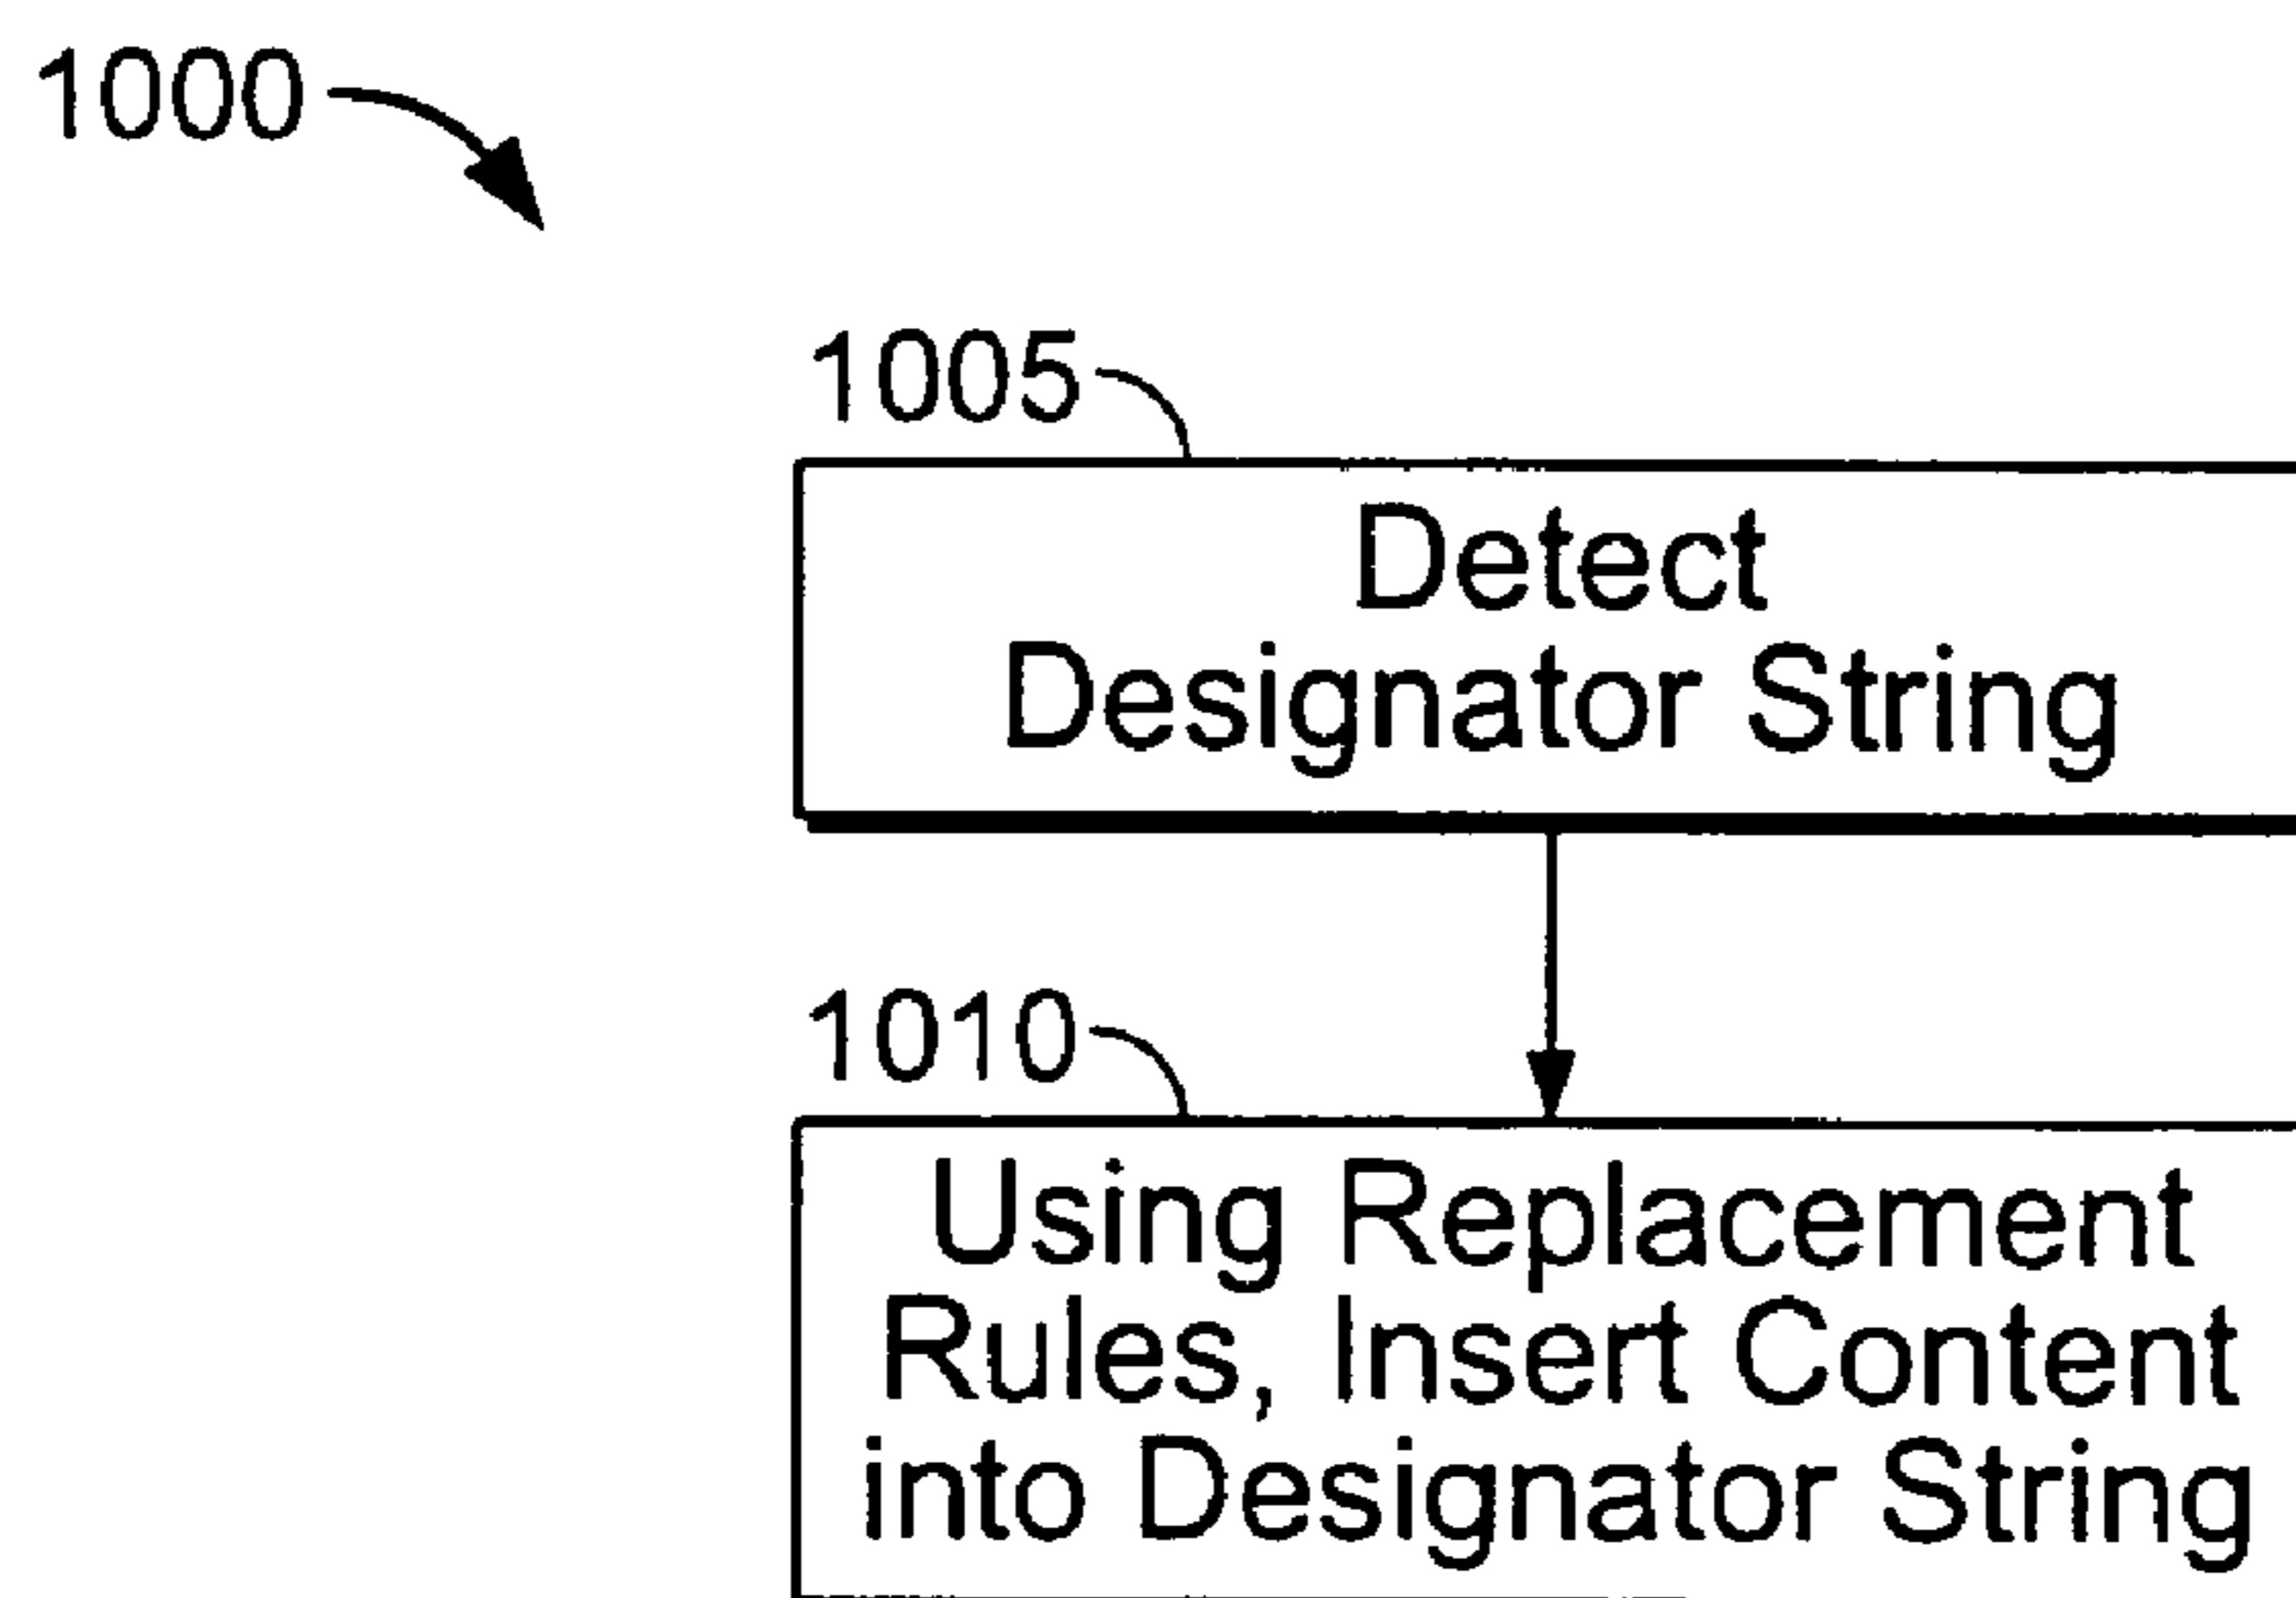 1000
1005
Detect
Designator String
1010
Using Replacement
Rules, Insert Content
into Designator String